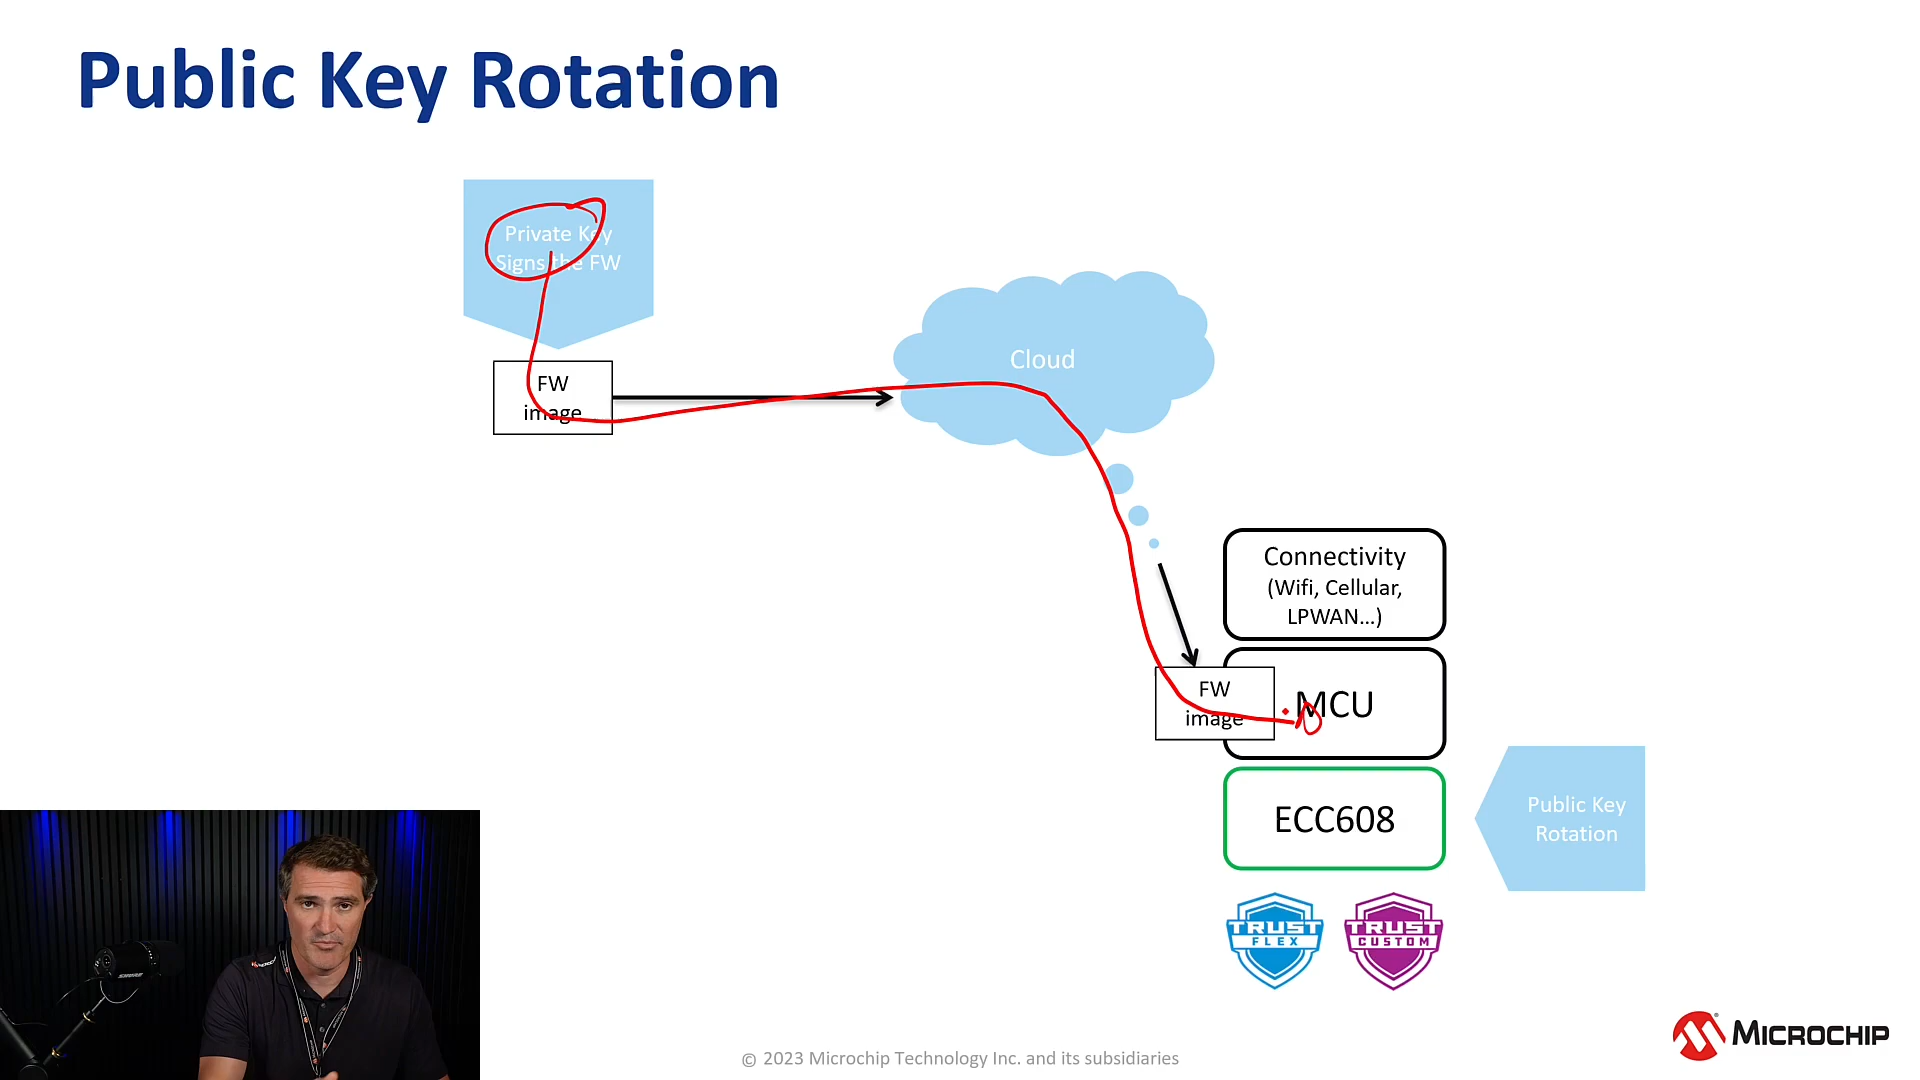 Public Key Rotation
Private Key
Signs the FW
FW
image
Cloud
Connectivity
(Wifi, Cellular,
LPWAN...)
FW
image
MCU
ECC608
Public Key
Rotation
TRUST
FLEX
TRUST
CUSTOM
SHURE
MICROCHIP
© 2023 Microchip Technology Inc. and its subsidiaries